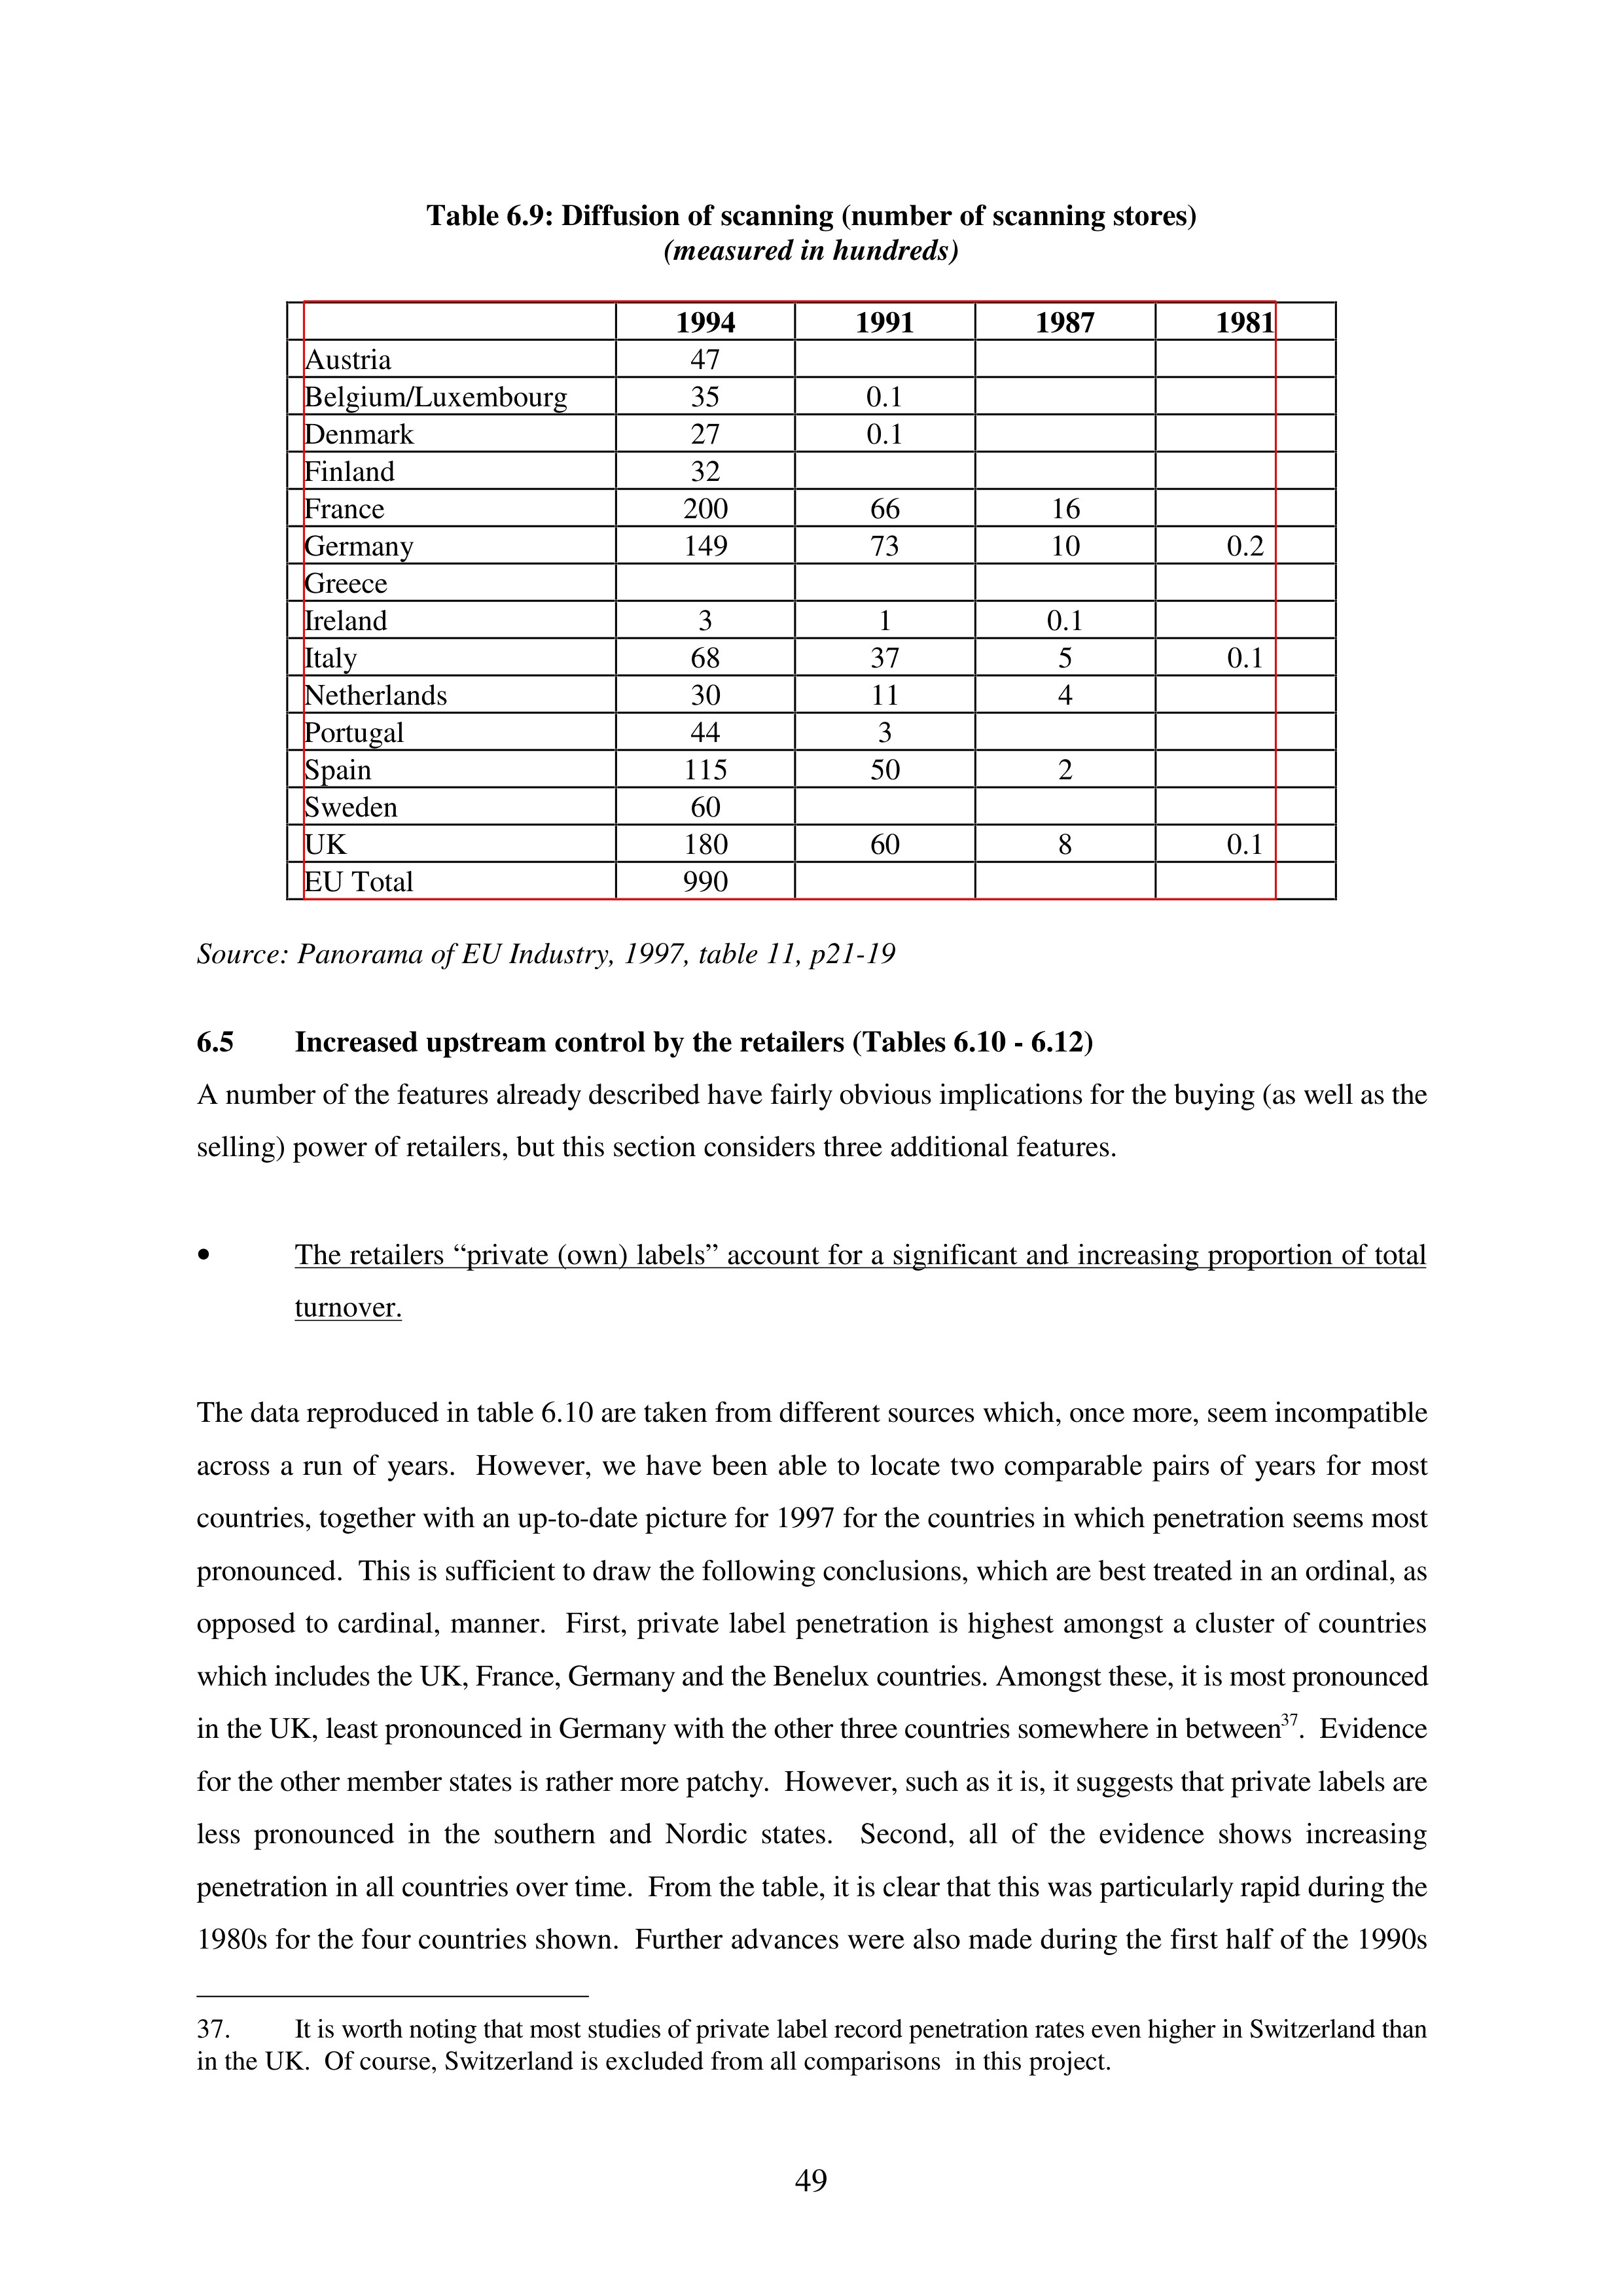 Table 6.9: Diffusion of scanning (number of scanning stores)
(measured in hundreds)
1994 1991 1987 1981
Austria 47
Belgium/Luxembourg 35 0.1
Denmark 27 0.1
Finland 32
France 200 66 16
Germany 149 73 10 0.2
Greece
Ireland 3 1 0.1
Italy 68 37 5 0.1
Netherlands 30 11 4
Portugal 44 3
Spain 115 50 2
Sweden 60
UK 180 60 8 0.1
EU Total 990
Source: Panorama of EU Industry, 1997, table 11, p21-19
6.5 Increased upstream control by the retailers (Tables 6.10 - 6.12)
A number of the features already described have fairly obvious implications for the buying (as well as the
selling) power of retailers, but this section considers three additional features.
• The retailers “private (own) labels” account for a significant and increasing proportion of total
turnover.
The data reproduced in table 6.10 are taken from different sources which, once more, seem incompatible
across a run of years. However, we have been able to locate two comparable pairs of years for most
countries, together with an up-to-date picture for 1997 for the countries in which penetration seems most
pronounced. This is sufficient to draw the following conclusions, which are best treated in an ordinal, as
opposed to cardinal, manner. First, private label penetration is highest amongst a cluster of countries
which includes the UK, France, Germany and the Benelux countries. Amongst these, it is most pronounced
in the UK, least pronounced in Germany with the other three countries somewhere in between37. Evidence
for the other member states is rather more patchy. However, such as it is, it suggests that private labels are
less pronounced in the southern and Nordic states. Second, all of the evidence shows increasing
penetration in all countries over time. From the table, it is clear that this was particularly rapid during the
1980s for the four countries shown. Further advances were also made during the first half of the 1990s
37. It is worth noting that most studies of private label record penetration rates even higher in Switzerland than
in the UK. Of course, Switzerland is excluded from all comparisons in this project.
49